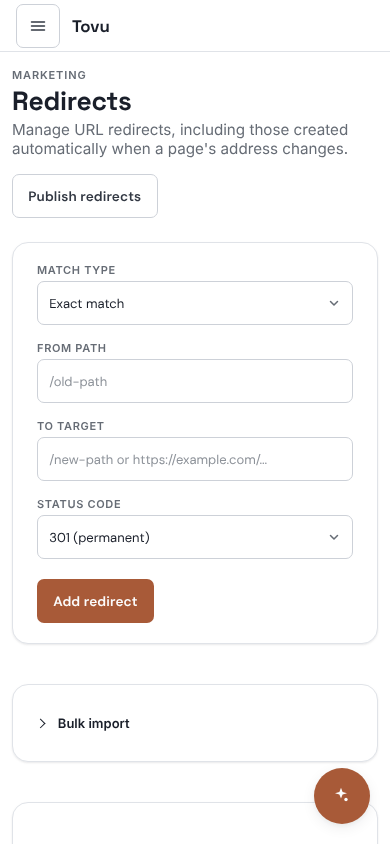 Tovu
MARKETING
Redirects
Manage URL redirects, including those created
automatically when a page's address changes.
Publish redirects
MATCH TYPE
Exact match
FROM PATH
/old-path
TO TARGET
/new-path or https://example.com/...
STATUS CODE
301 (permanent)
Add redirect
Bulk import